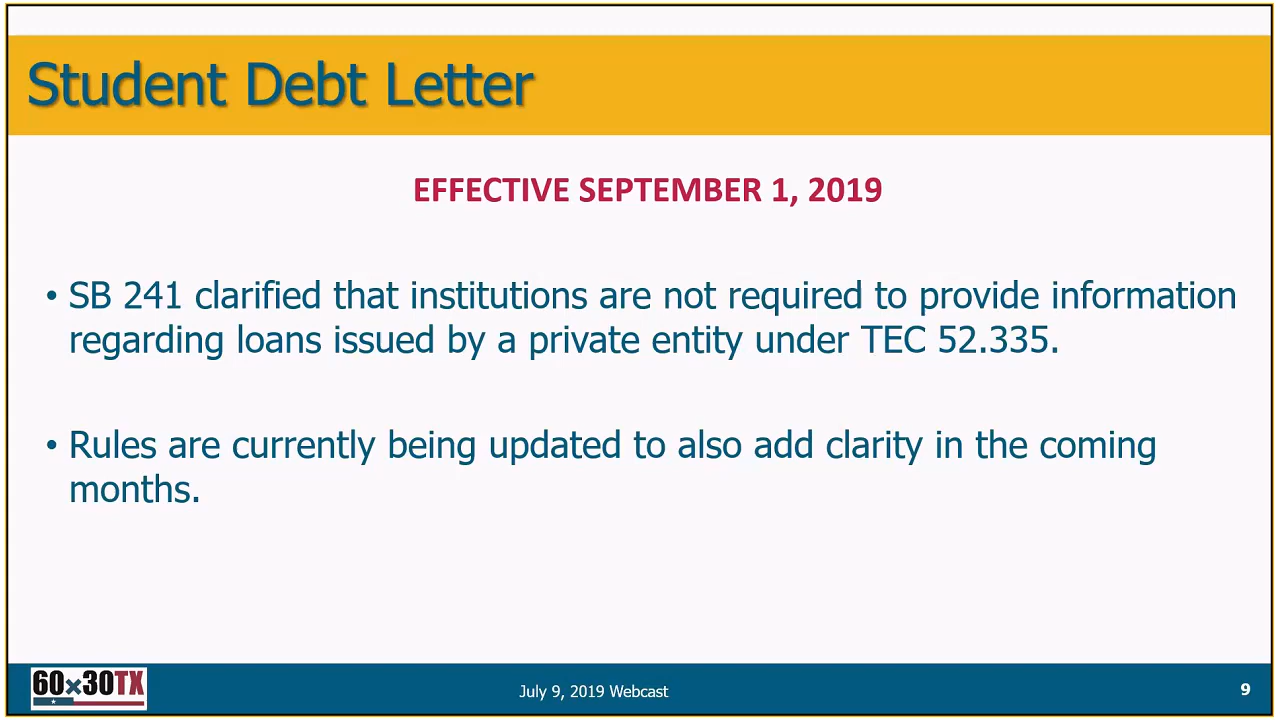 Student Debt Letter
EFFECTIVE SEPTEMBER 1, 2019
• SB 241 clarified that institutions are not required to provide information
regarding loans issued by a private entity under TEC 52.335.
• Rules are currently being updated to also add clarity in the coming
months.
60x30TX
July 9, 2019 Webcast
9